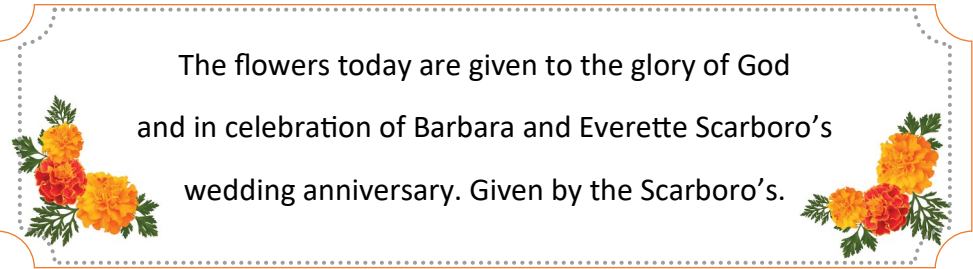 The flowers today are given to the glory of God
and in celebration of Barbara and Everette Scarboro’s
wedding anniversary. Given by the Scarboro’s.